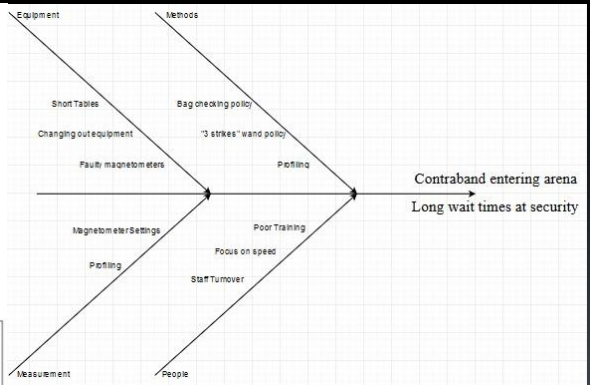 Equipment
Methods
Short Tables
Bag checking policy
Changing out equipment
"3 strikes" wand policy
Faulty magnetometers
Profiling
Contraband entering arena
Long wait times at security
Magnetometer Settings
Poor Training
Profiling
Focus on speed
Staff Turnover
Measurement
People